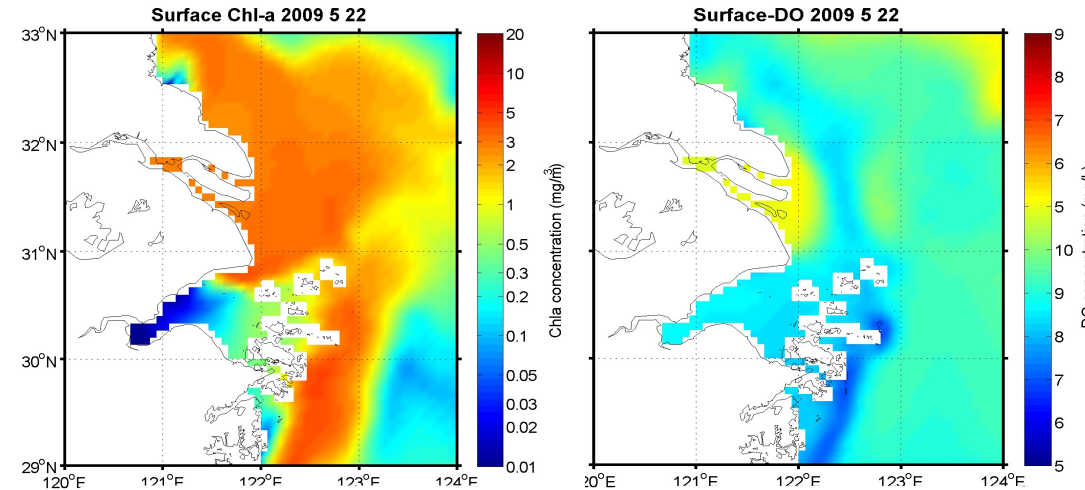 Surface Chl-a 2009 5 22
33°N
32°N
31°N
30°N
29°N
120°E
121°E
122°E
123°E
124°E
20
10
5
3
2
1
0.5
0.3
0.2
0.1
0.05
0.03
0.02
0.01
Chla concentration (mg/m³)
Surface-DO 2009 5 22
20°E
121°E
122°E
123°E
124°E
9
8
7
6
5
10
9
8
7
6
5